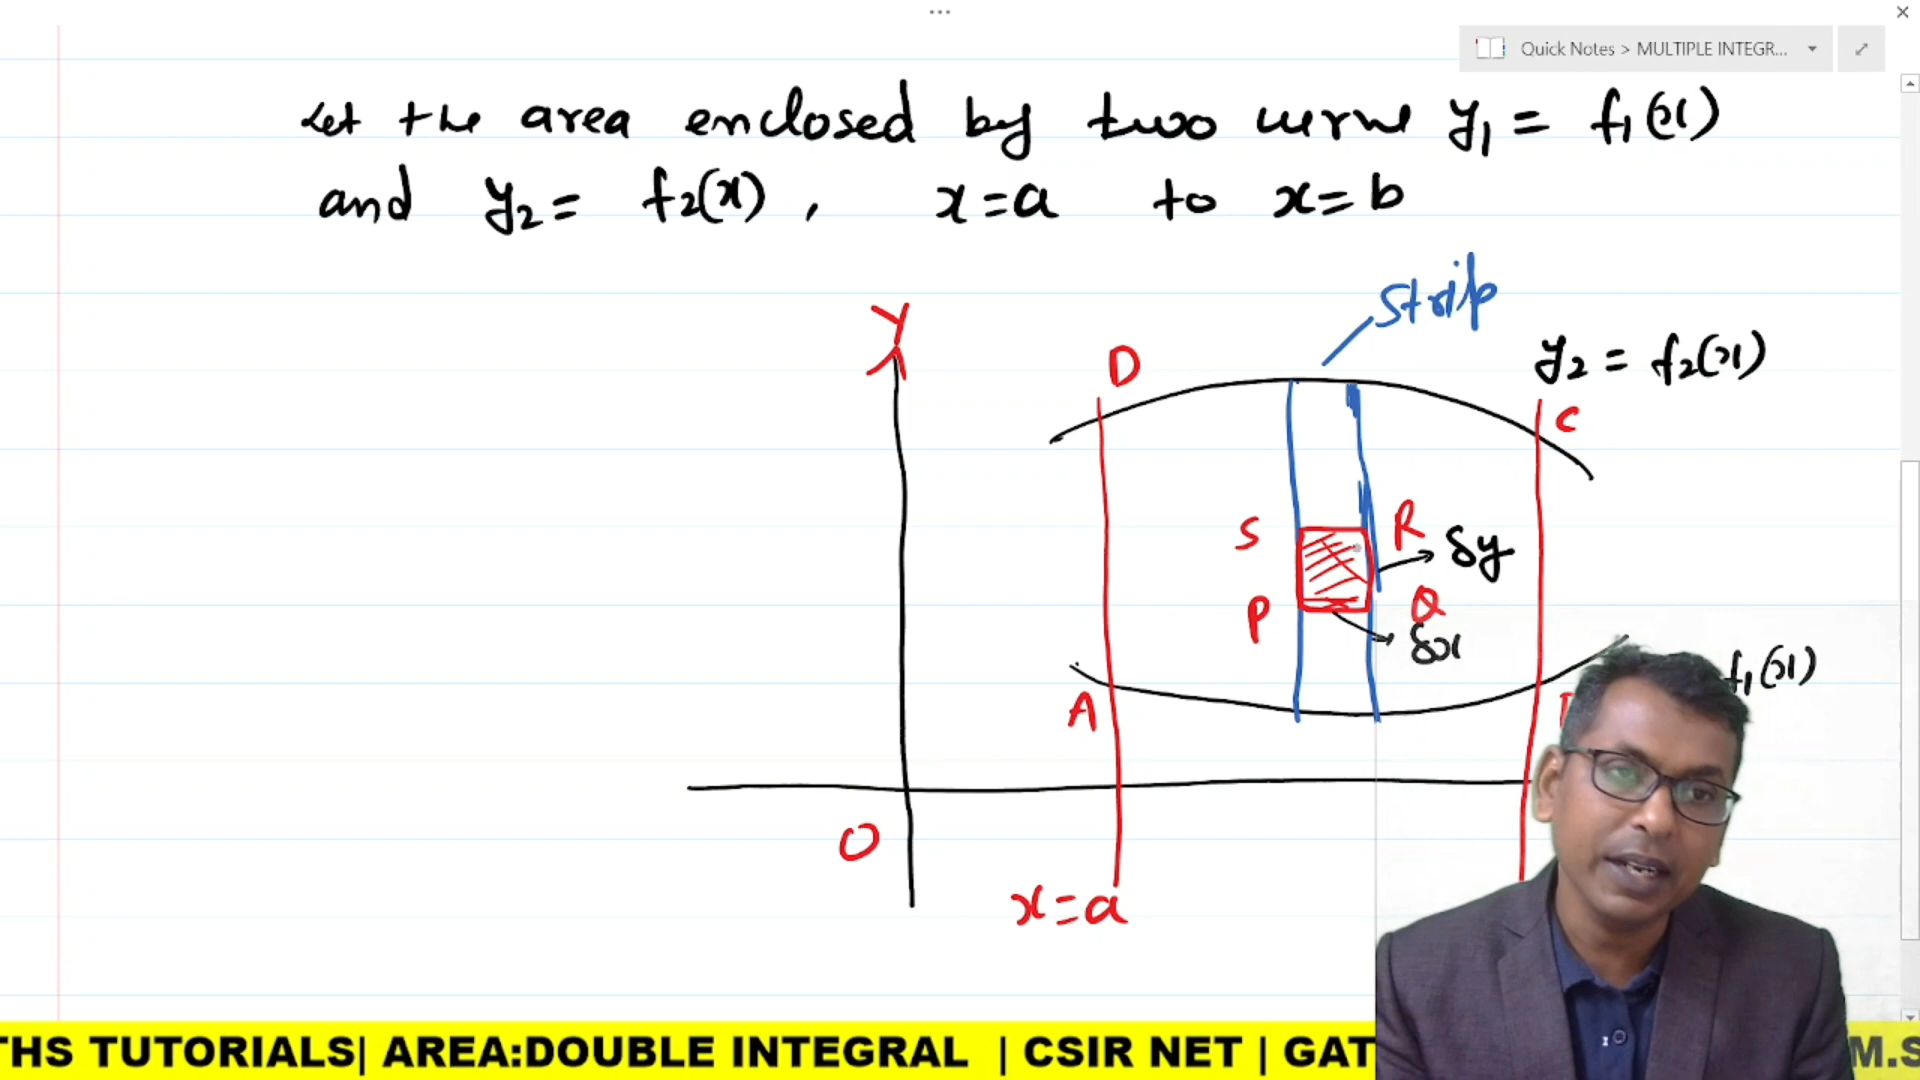 Quick Notes > MULTIPLE INTEGR...
Let the area enclosed by two curve y₁ = f₁(x)
and y₂ = f₂(x), x=a to x=b
Strip
Y
D
y₂ = f₂(x)
C
S
R
δy
P
Q
δx
f₁(x)
A
O
x=a
THS TUTORIALS| AREA:DOUBLE INTEGRAL | CSIR NET | GAT
M.S